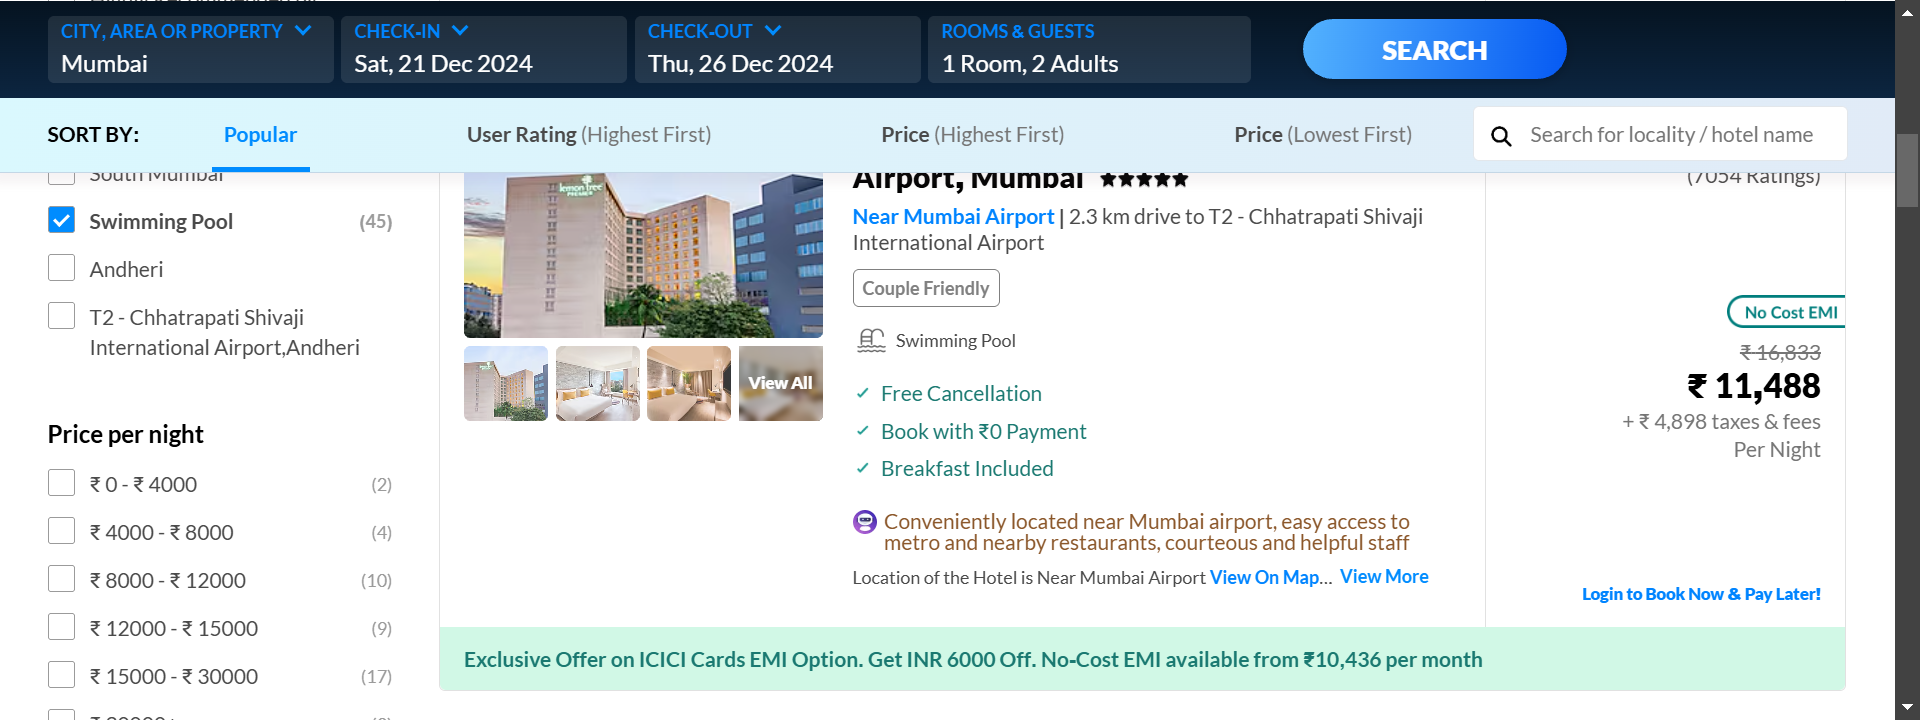 CITY, AREA OR PROPERTY
Mumbai
CHECK-IN
Sat, 21 Dec 2024
CHECK-OUT
Thu, 26 Dec 2024
ROOMS & GUESTS
1 Room, 2 Adults
SEARCH
SORT BY:
Popular
User Rating (Highest First)
Price (Highest First)
Price (Lowest First)
Search for locality / hotel name
South Mumbai
Swimming Pool (45)
Andheri
T2 - Chhatrapati Shivaji
International Airport,Andheri
Price per night
₹ 0 - ₹ 4000 (2)
₹ 4000 - ₹ 8000 (4)
₹ 8000 - ₹ 12000 (10)
₹ 12000 - ₹ 15000 (9)
₹ 15000 - ₹ 30000 (17)
lemon tree
PREMIER
View All
Airport, Mumbai
Near Mumbai Airport | 2.3 km drive to T2 - Chhatrapati Shivaji
International Airport
Couple Friendly
Swimming Pool
Free Cancellation
Book with ₹0 Payment
Breakfast Included
Conveniently located near Mumbai airport, easy access to
metro and nearby restaurants, courteous and helpful staff
Location of the Hotel is Near Mumbai Airport View On Map... View More
(7054 Ratings)
No Cost EMI
₹ 16,833
₹ 11,488
+ ₹ 4,898 taxes & fees
Per Night
Login to Book Now & Pay Later!
Exclusive Offer on ICICI Cards EMI Option. Get INR 6000 Off. No-Cost EMI available from ₹10,436 per month